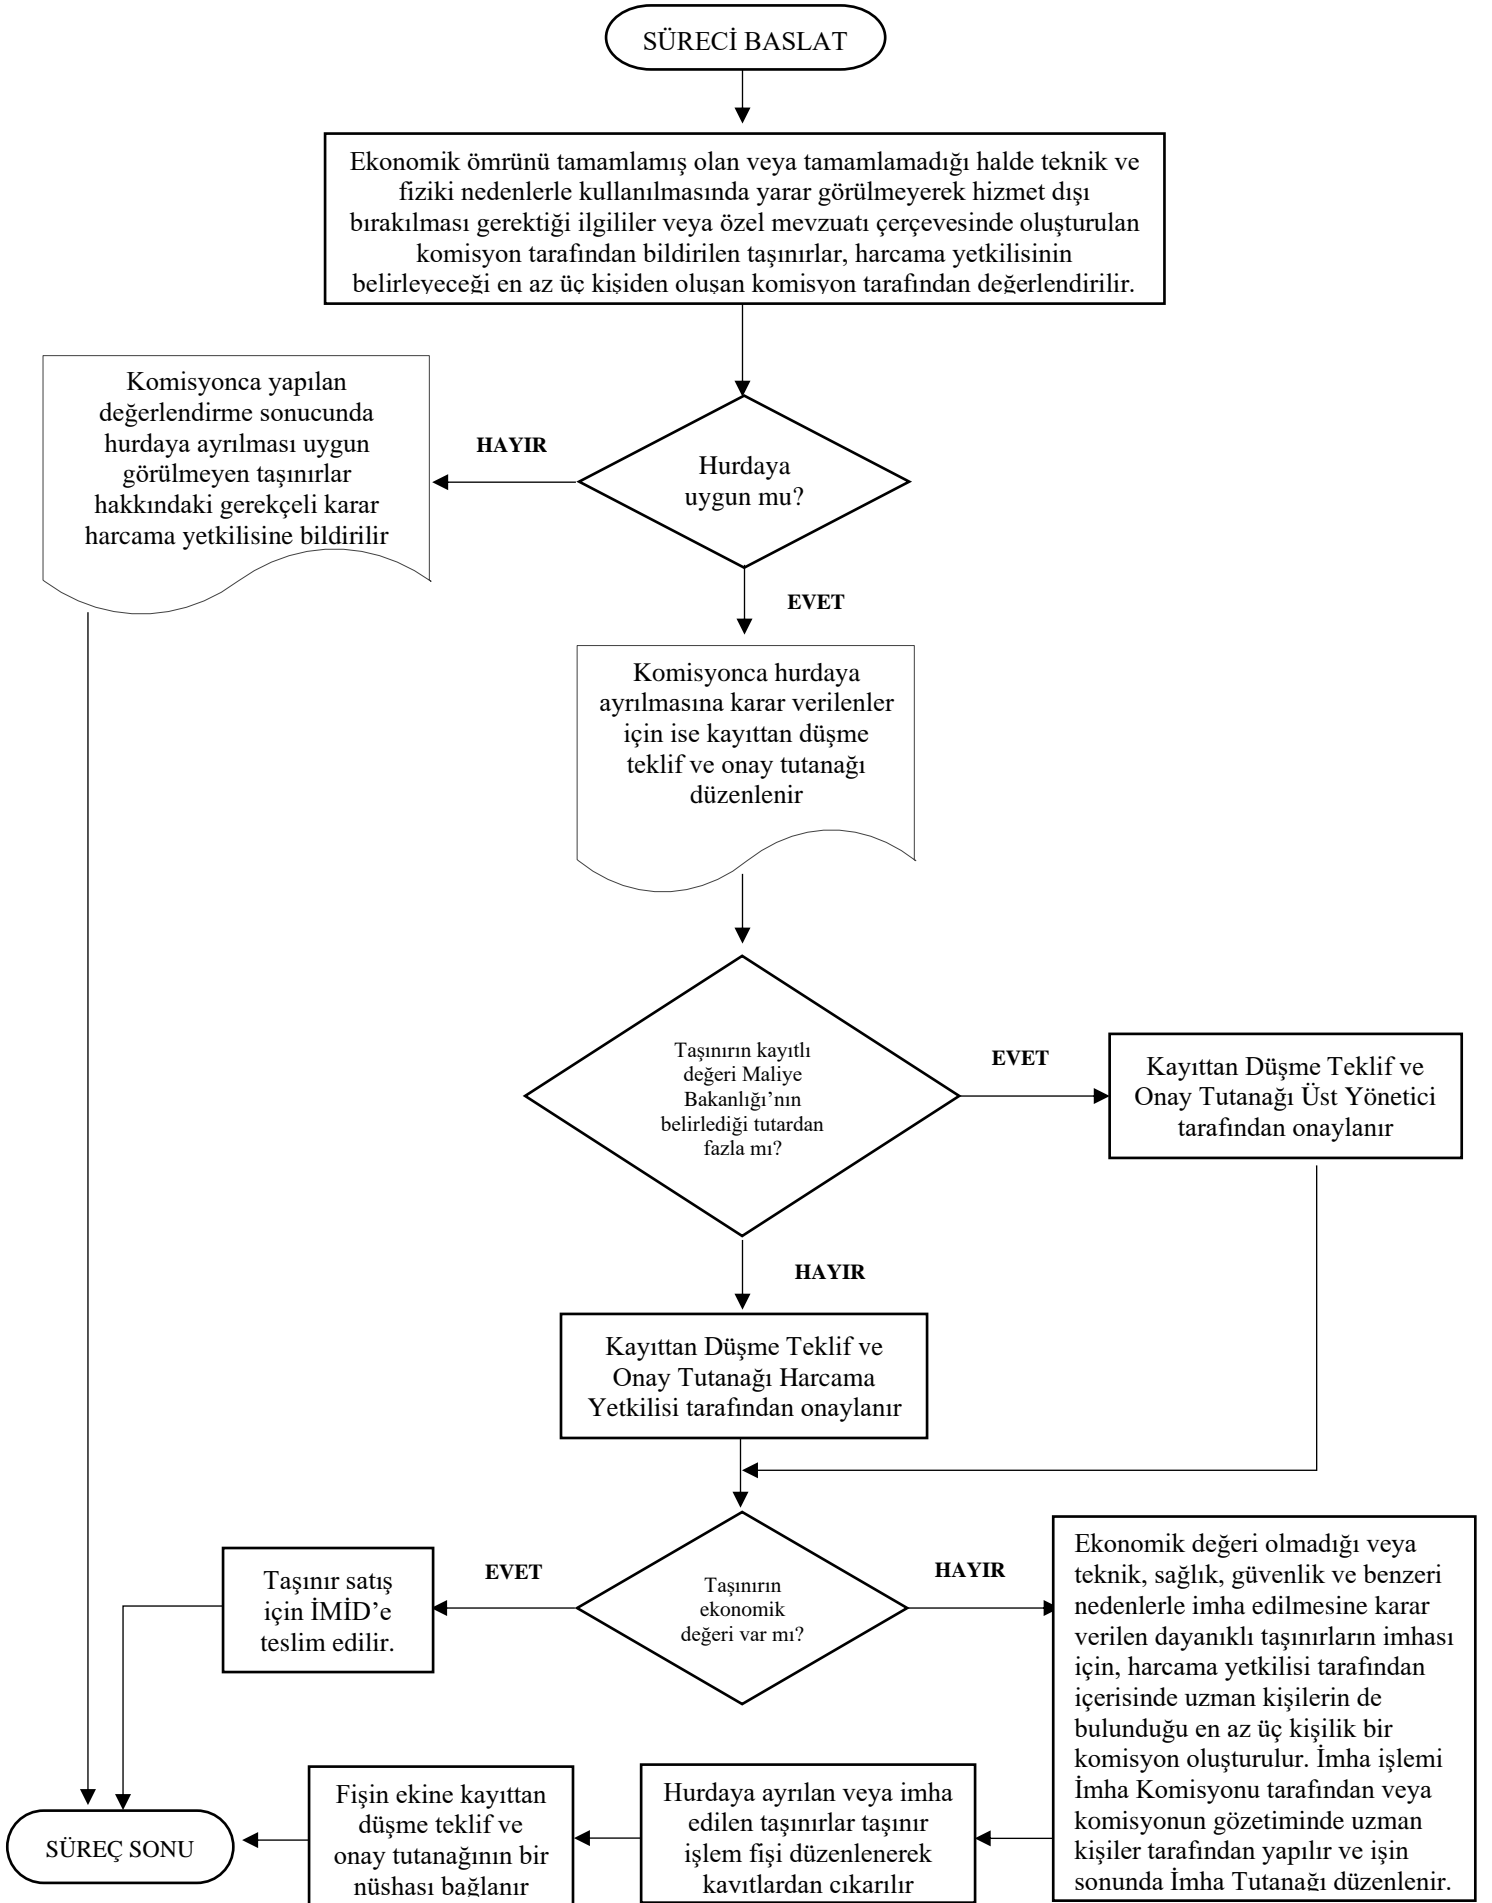 SÜRECİ BASLAT
Ekonomik ömrünü tamamlamış olan veya tamamlamadığı halde teknik ve
fiziki nedenlerle kullanılmasında yarar görülmeyerek hizmet dışı
bırakılması gerektiği ilgililer veya özel mevzuatı çerçevesinde oluşturulan
komisyon tarafından bildirilen taşınırlar, harcama yetkilisinin
belirleyeceği en az üç kişiden oluşan komisyon tarafından değerlendirilir.
Komisyonca yapılan
değerlendirme sonucunda
hurdaya ayrılması uygun
görülmeyen taşınırlar
hakkındaki gerekçeli karar
harcama yetkilisine bildirilir
HAYIR
Hurdaya
uygun mu?
EVET
Komisyonca hurdaya
ayrılmasına karar verilenler
için ise kayıttan düşme
teklif ve onay tutanağı
düzenlenir
Taşınırın kayıtlı
değeri Maliye
Bakanlığı’nın
belirlediği tutardan
fazla mı?
EVET
Kayıttan Düşme Teklif ve
Onay Tutanağı Üst Yönetici
tarafından onaylanır
HAYIR
Kayıttan Düşme Teklif ve
Onay Tutanağı Harcama
Yetkilisi tarafından onaylanır
Taşınırın
ekonomik
değeri var mı?
EVET
Taşınır satış
için İMİD’e
teslim edilir.
HAYIR
Ekonomik değeri olmadığı veya
teknik, sağlık, güvenlik ve benzeri
nedenlerle imha edilmesine karar
verilen dayanıklı taşınırların imhası
için, harcama yetkilisi tarafından
içerisinde uzman kişilerin de
bulunduğu en az üç kişilik bir
komisyon oluşturulur. İmha işlemi
İmha Komisyonu tarafından veya
komisyonun gözetiminde uzman
kişiler tarafından yapılır ve işin
sonunda İmha Tutanağı düzenlenir.
Hurdaya ayrılan veya imha
edilen taşınırlar taşınır
işlem fişi düzenlenerek
kayıtlardan çıkarılır
Fişin ekine kayıttan
düşme teklif ve
onay tutanağının bir
nüshası bağlanır
SÜREÇ SONU